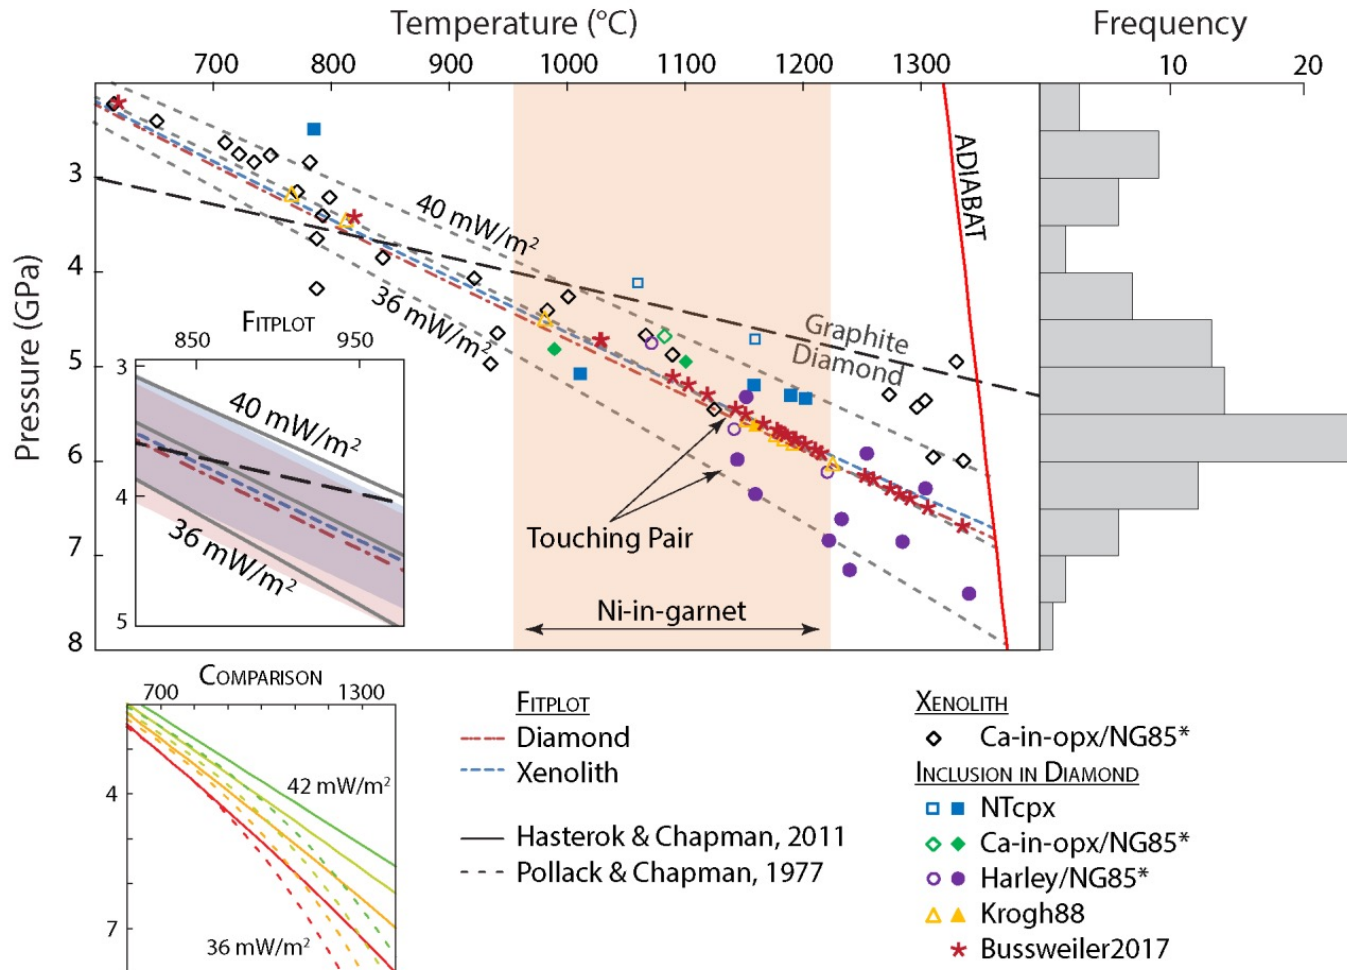 Temperature (°C)
Frequency
700 800 900 1000 1100 1200 1300
10 20
Pressure (GPa)
3
4
5
6
7
8
40 mW/m²
36 mW/m²
ADIABAT
Graphite
Diamond
Touching Pair
Ni-in-garnet
850 950
FITPLOT
3
4
5
40 mW/m²
36 mW/m²
COMPARISON
700 1300
4
7
42 mW/m²
36 mW/m²
FITPLOT
Diamond
Xenolith
Hasterok & Chapman, 2011
Pollack & Chapman, 1977
XENOLITH
Ca-in-opx/NG85*
INCLUSION IN DIAMOND
NTcpx
Ca-in-opx/NG85*
Harley/NG85*
Krogh88
Bussweiler2017